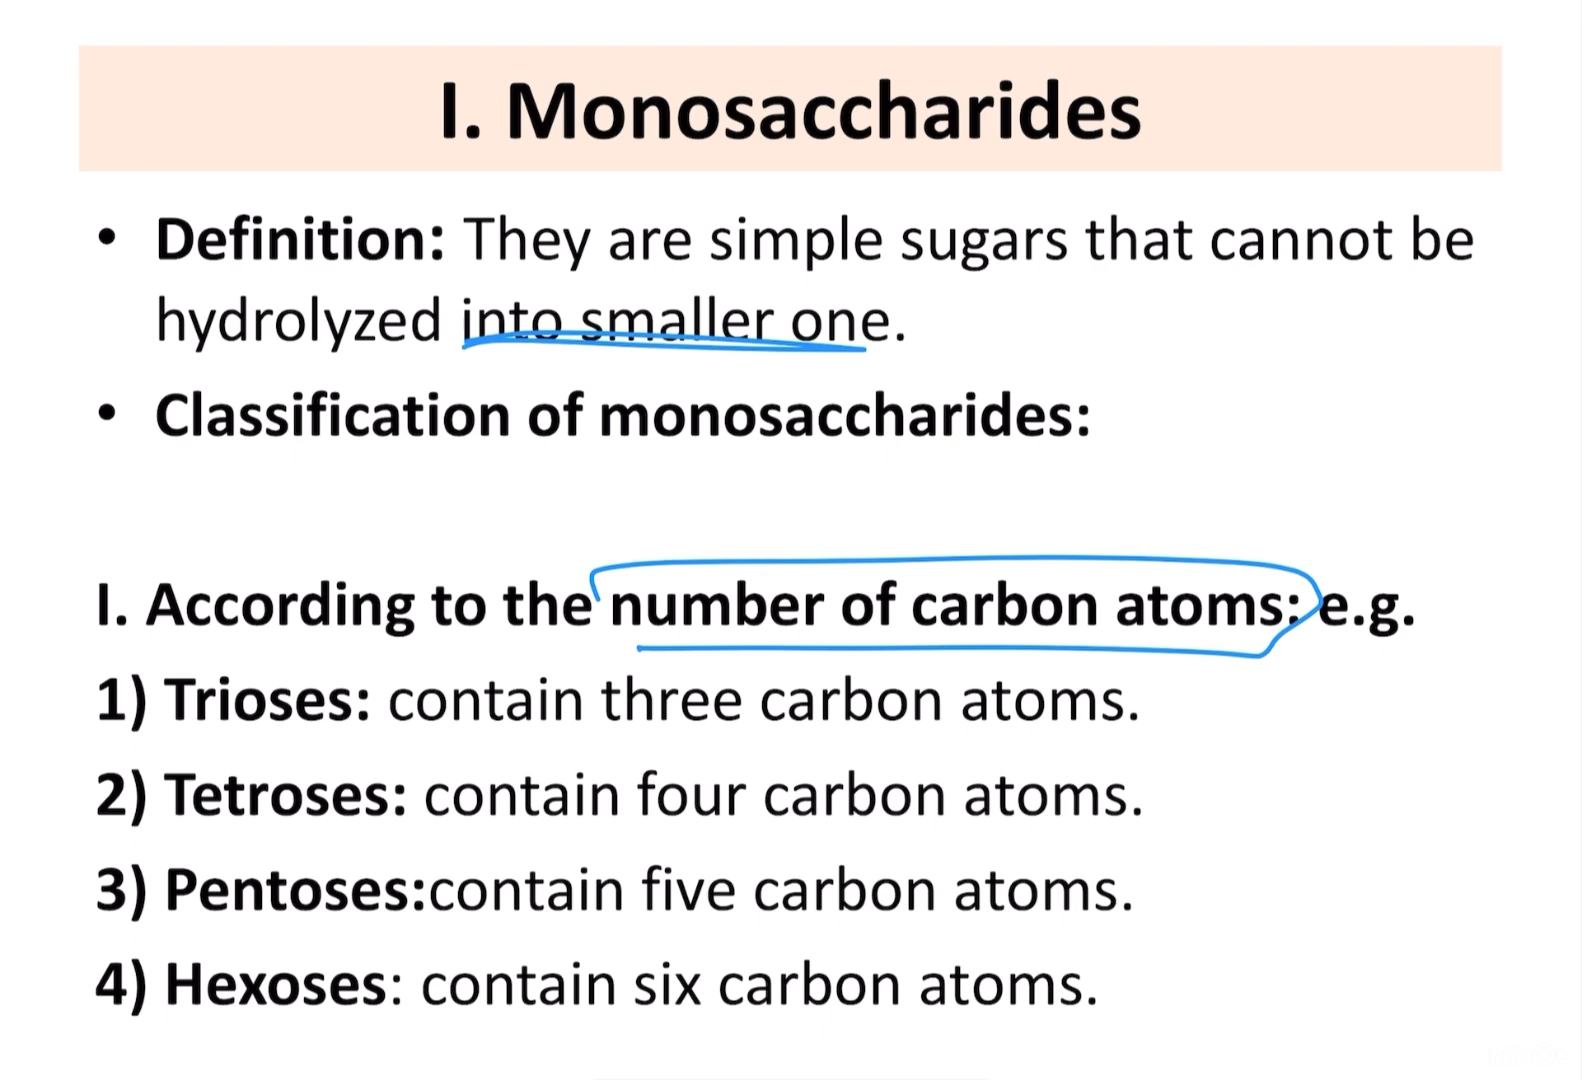 I. Monosaccharides
• Definition: They are simple sugars that cannot be
hydrolyzed into smaller one.
• Classification of monosaccharides:
I. According to the number of carbon atoms: e.g.
1) Trioses: contain three carbon atoms.
2) Tetroses: contain four carbon atoms.
3) Pentoses:contain five carbon atoms.
4) Hexoses: contain six carbon atoms.